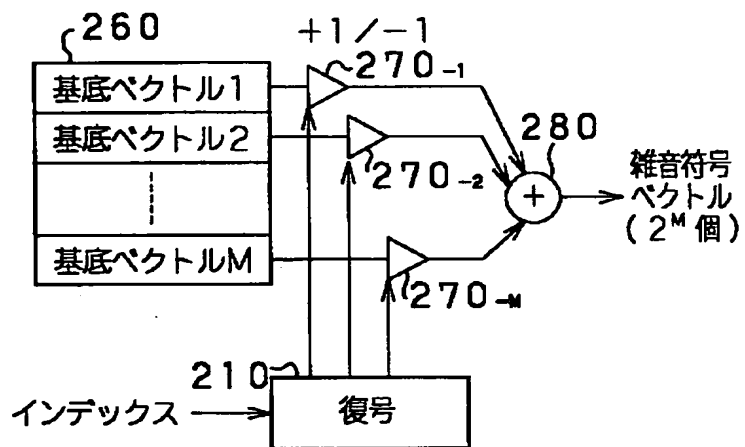 260
+1/-1
基底ベクトル1
270-1
基底ベクトル2
270-2
280
+
雑音符号
ベクトル
(2^M 個)
基底ベクトルM
270-M
210
インデックス
復号